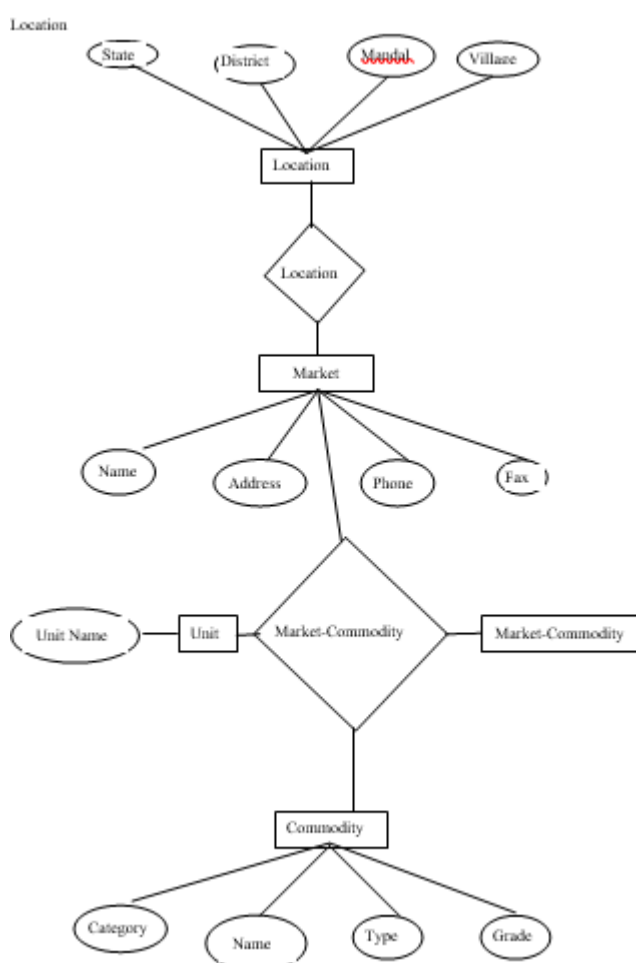 Location
State
District
Mandal
Village
Location
Location
Market
Name
Address
Phone
Fax
Unit Name
Unit
Market-Commodity
Market-Commodity
Commodity
Category
Name
Type
Grade